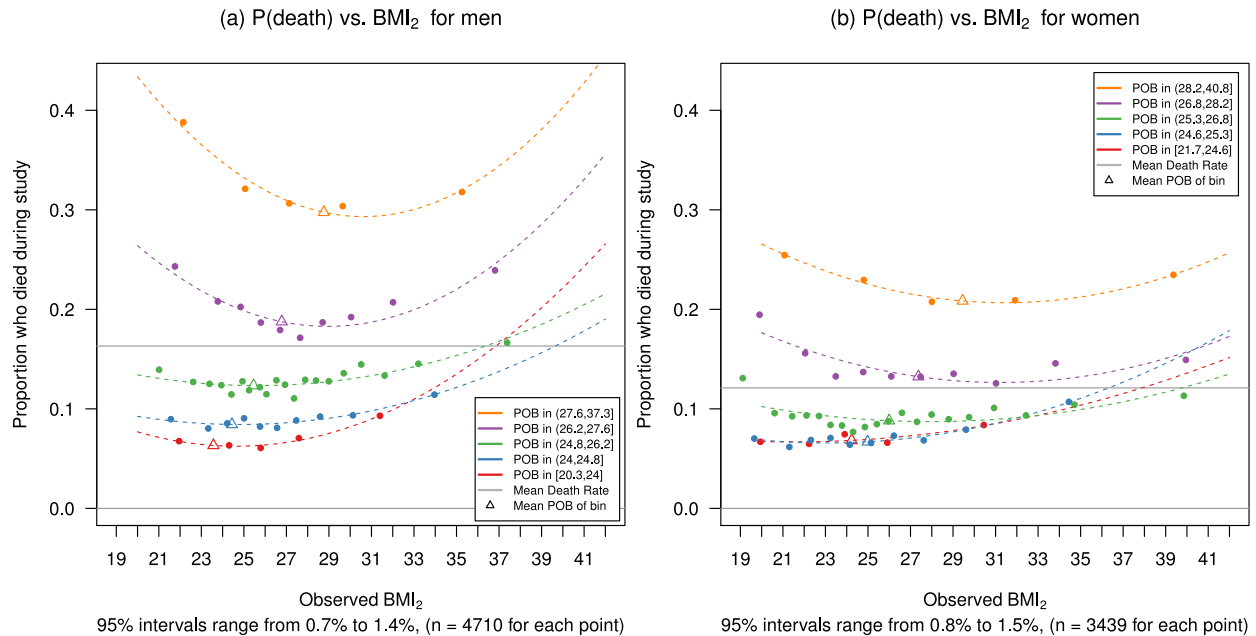 (a) P(death) vs. BMI₂ for men
Proportion who died during study
0.4
0.3
0.2
0.1
0.0
POB in (27.6,37.3]
POB in (26.2,27.6]
POB in (24.8,26.2]
POB in (24,24.8]
POB in [20.3,24]
Mean Death Rate
Mean POB of bin
19 21 23 25 27 29 31 33 35 37 39 41
Observed BMI₂
95% intervals range from 0.7% to 1.4%, (n = 4710 for each point)
(b) P(death) vs. BMI₂ for women
Proportion who died during study
0.4
0.3
0.2
0.1
0.0
POB in (28.2,40.8]
POB in (26.8,28.2]
POB in (25.3,26.8]
POB in (24.6,25.3]
POB in [21.7,24.6]
Mean Death Rate
Mean POB of bin
19 21 23 25 27 29 31 33 35 37 39 41
Observed BMI₂
95% intervals range from 0.8% to 1.5%, (n = 3439 for each point)